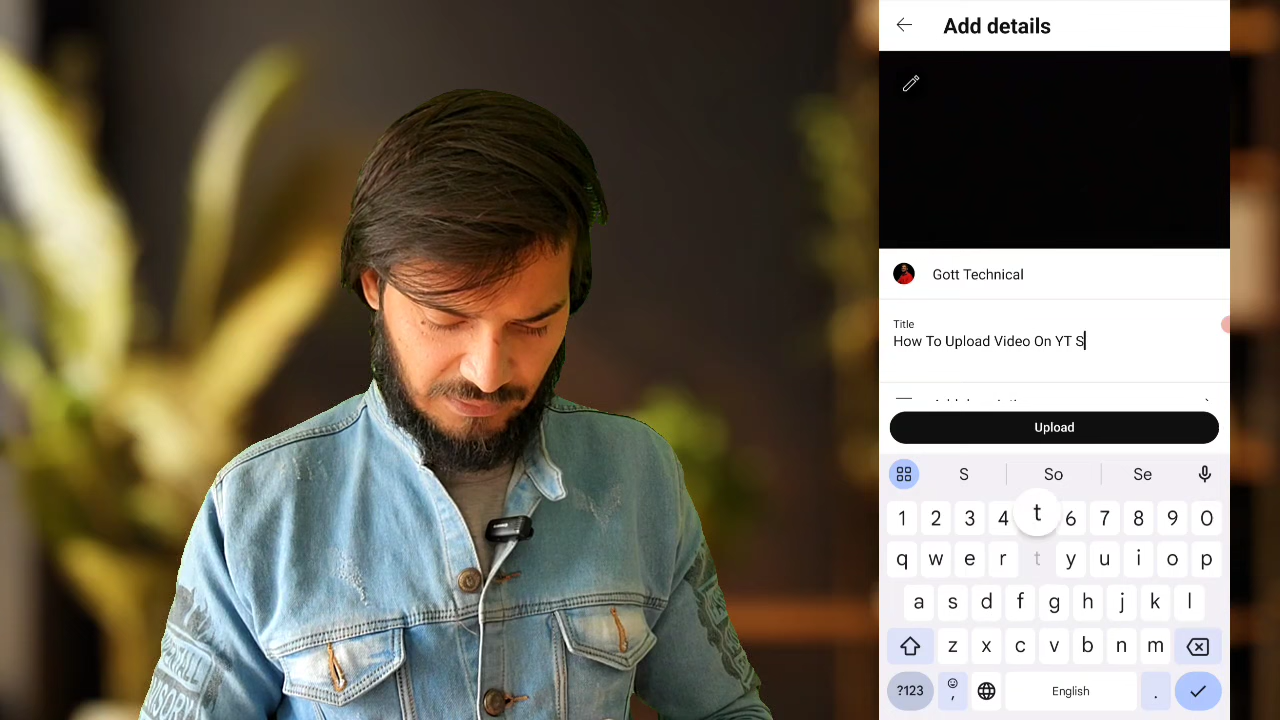 Add details
Gott Technical
Title
How To Upload Video On YT S
Upload
S So Se
t
1 2 3 4 6 7 8 9 0
q w e r t y u i o p
a s d f g h j k l
z x c v b n m
?123 , English .